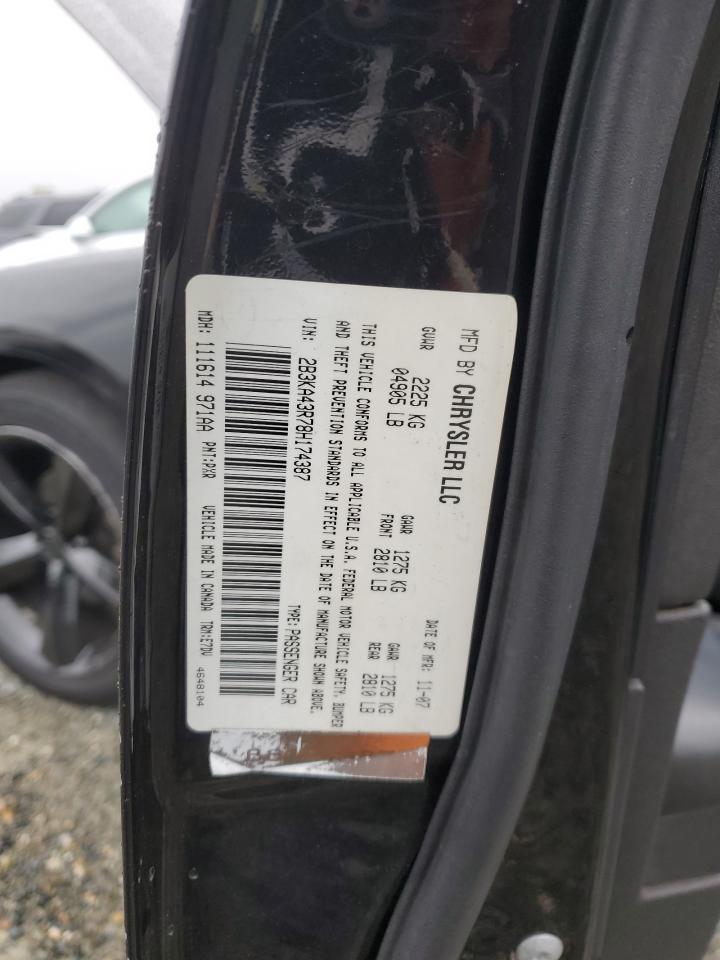 MFD BY CHRYSLER LLC
DATE OF MFR: 11-07
GVWR 2225 KG
04905 LB
GAWR FRONT 1275 KG
2810 LB
GAWR REAR 1275 KG
2810 LB
THIS VEHICLE CONFORMS TO ALL APPLICABLE U.S.A. FEDERAL MOTOR VEHICLE SAFETY, BUMPER
AND THEFT PREVENTION STANDARDS IN EFFECT ON THE DATE OF MANUFACTURE SHOWN ABOVE.
VIN: 2B3KA43R78H174387 TYPE: PASSENGER CAR
MDH: 111614 971AA PNT:PXR VEHICLE MADE IN CANADA TRM:E7DV 4648104